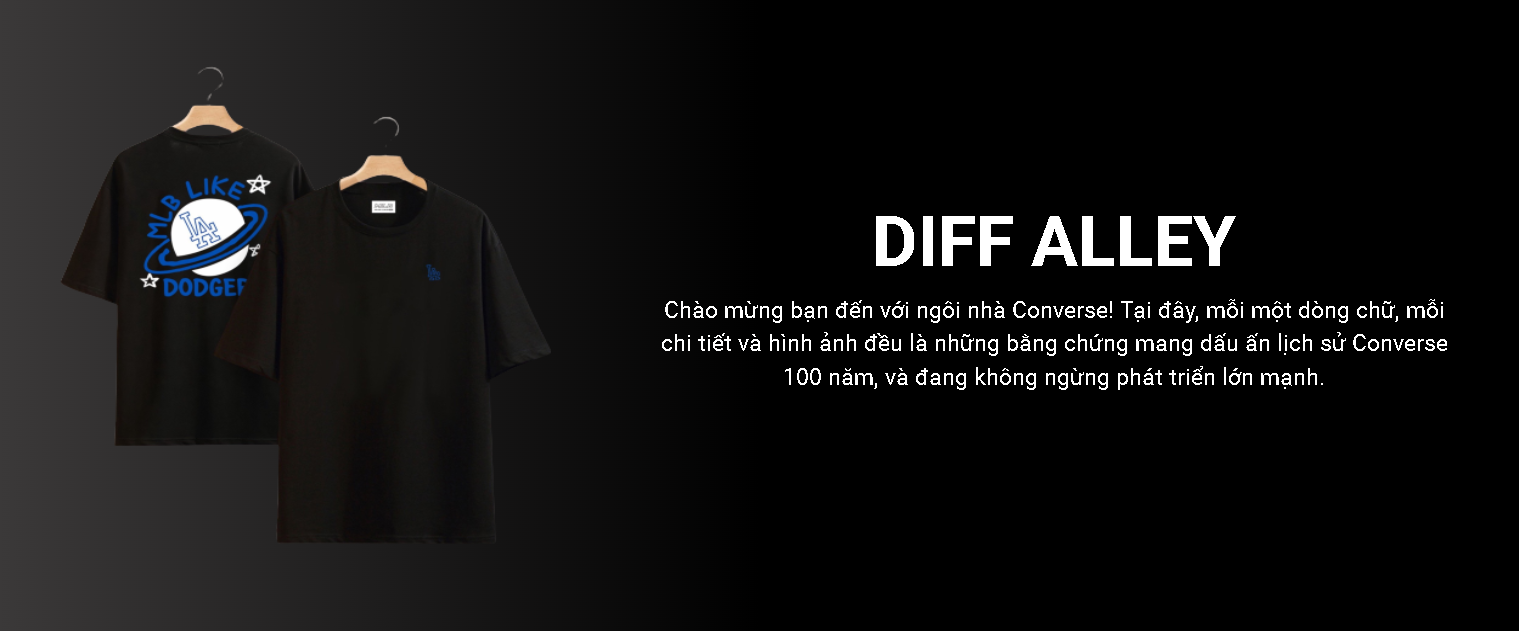 MLB LIKE
LA
DODGER
LA
DIFF ALLEY
Chào mừng bạn đến với ngôi nhà Converse! Tại đây, mỗi một dòng chữ, mỗi
chi tiết và hình ảnh đều là những bằng chứng mang dấu ấn lịch sử Converse
100 năm, và đang không ngừng phát triển lớn mạnh.